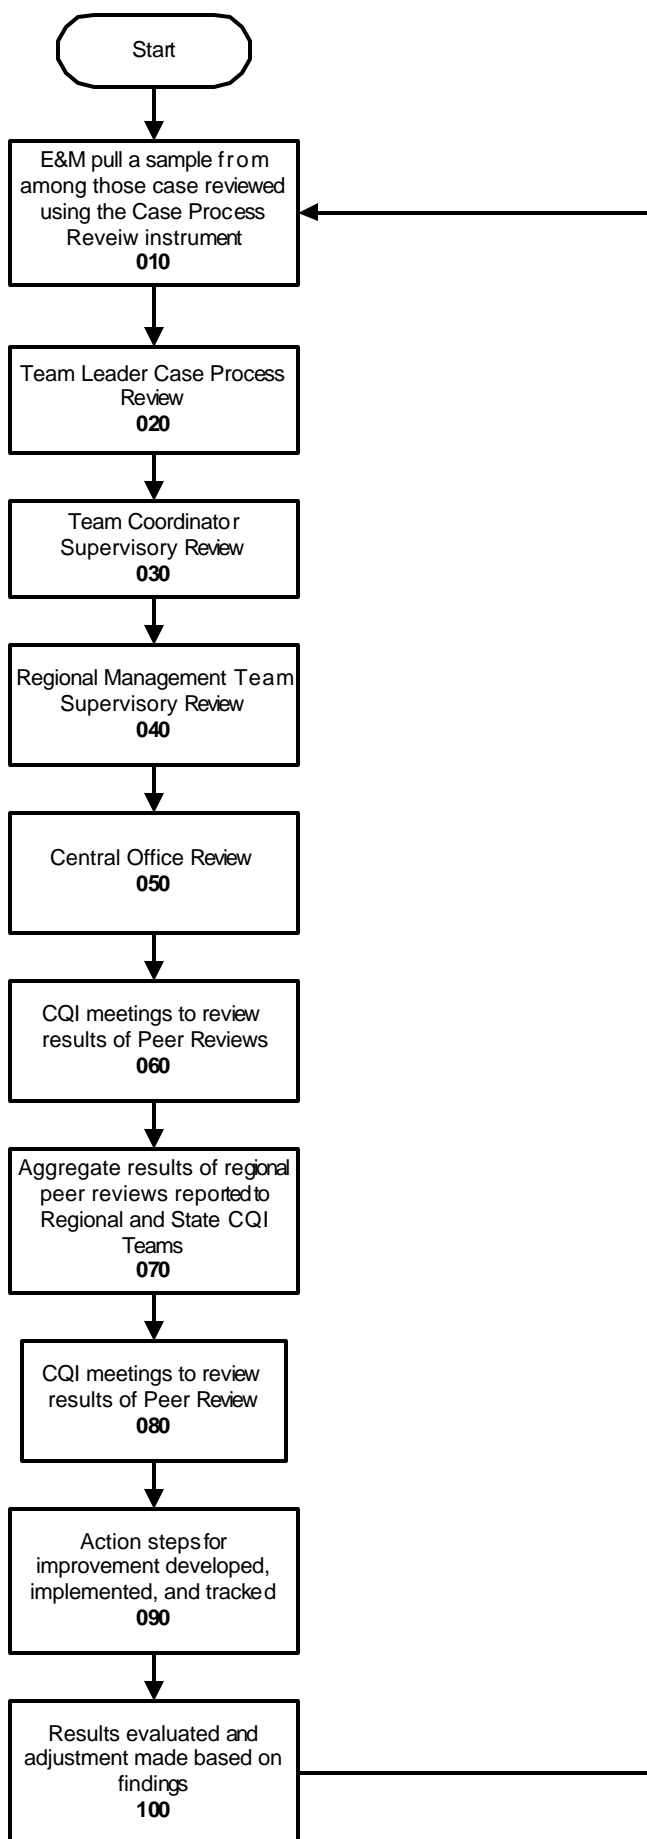 Start
E&M pull a sample from
among those case reviewed
using the Case Process
Reveiw instrument
010
Team Leader Case Process
Review
020
Team Coordinator
Supervisory Review
030
Regional Management Team
Supervisory Review
040
Central Office Review
050
CQI meetings to review
results of Peer Reviews
060
Aggregate results of regional
peer reviews reported to
Regional and State CQI
Teams
070
CQI meetings to review
results of Peer Review
080
Action steps for
improvement developed,
implemented, and tracked
090
Results evaluated and
adjustment made based on
findings
100